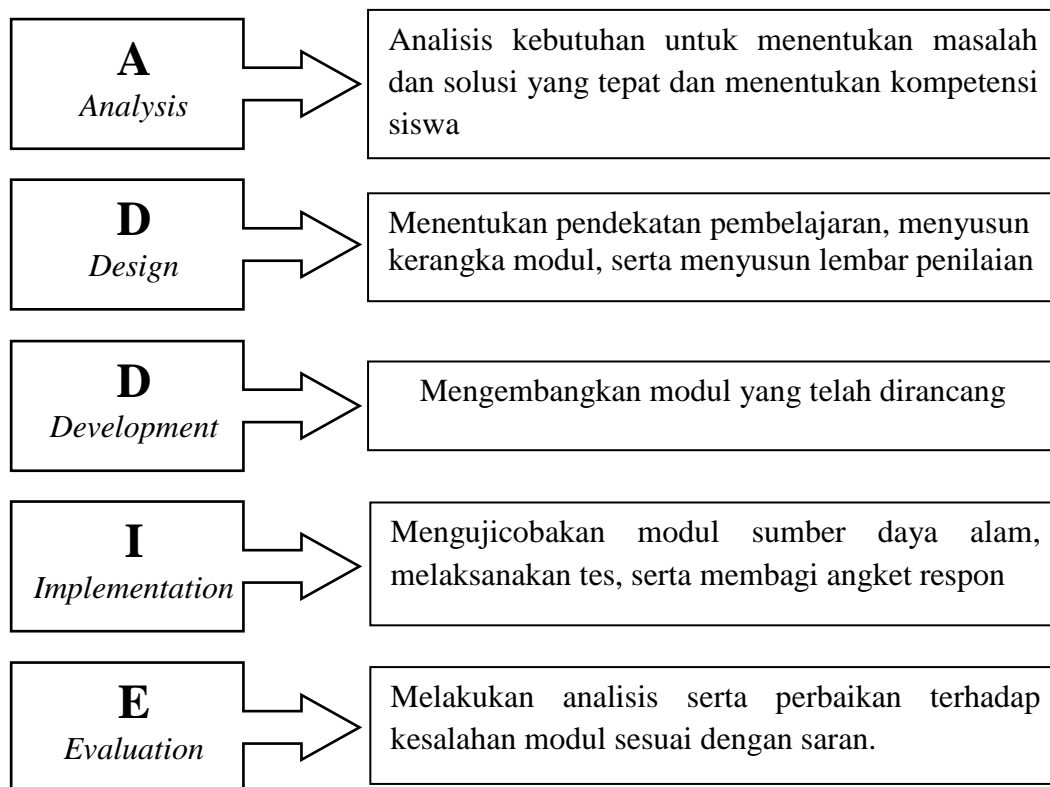 A
Analysis
Analisis kebutuhan untuk menentukan masalah
dan solusi yang tepat dan menentukan kompetensi
siswa
D
Design
Menentukan pendekatan pembelajaran, menyusun
kerangka modul, serta menyusun lembar penilaian
D
Development
Mengembangkan modul yang telah dirancang
I
Implementation
Mengujicobakan modul sumber daya alam,
melaksanakan tes, serta membagi angket respon
E
Evaluation
Melakukan analisis serta perbaikan terhadap
kesalahan modul sesuai dengan saran.